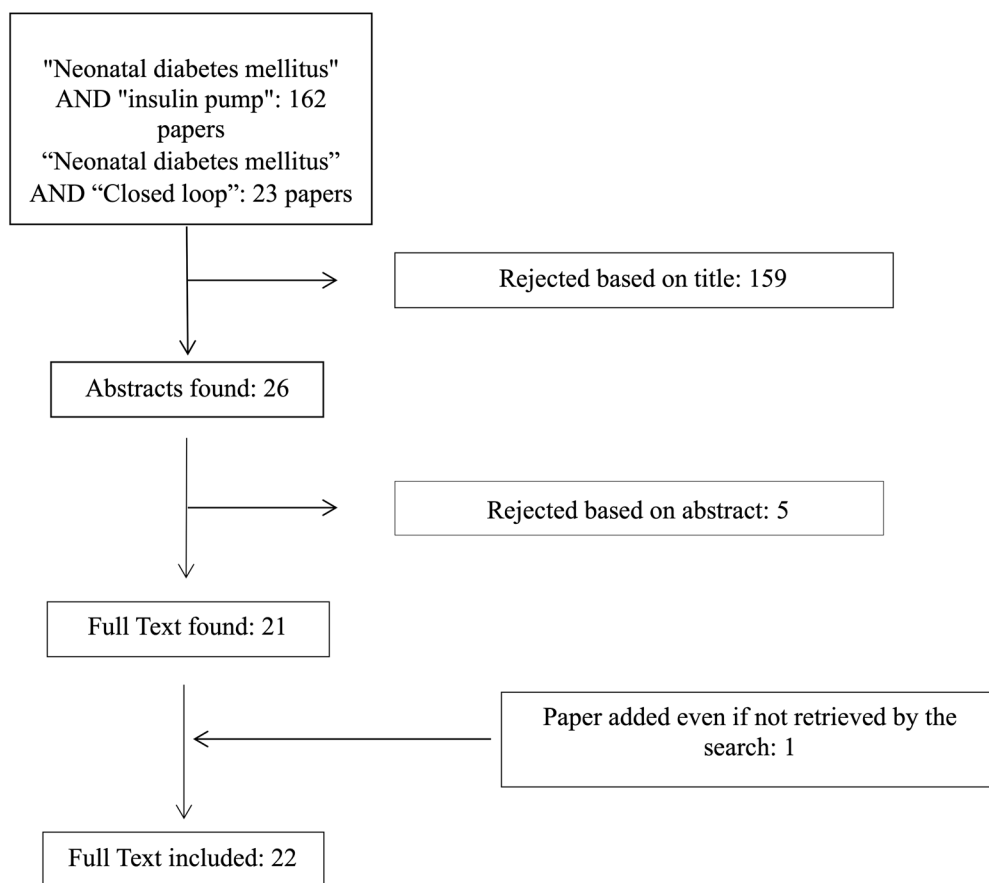 "Neonatal diabetes mellitus"
AND "insulin pump": 162
papers
“Neonatal diabetes mellitus”
AND “Closed loop”: 23 papers
Rejected based on title: 159
Abstracts found: 26
Rejected based on abstract: 5
Full Text found: 21
Paper added even if not retrieved by the
search: 1
Full Text included: 22